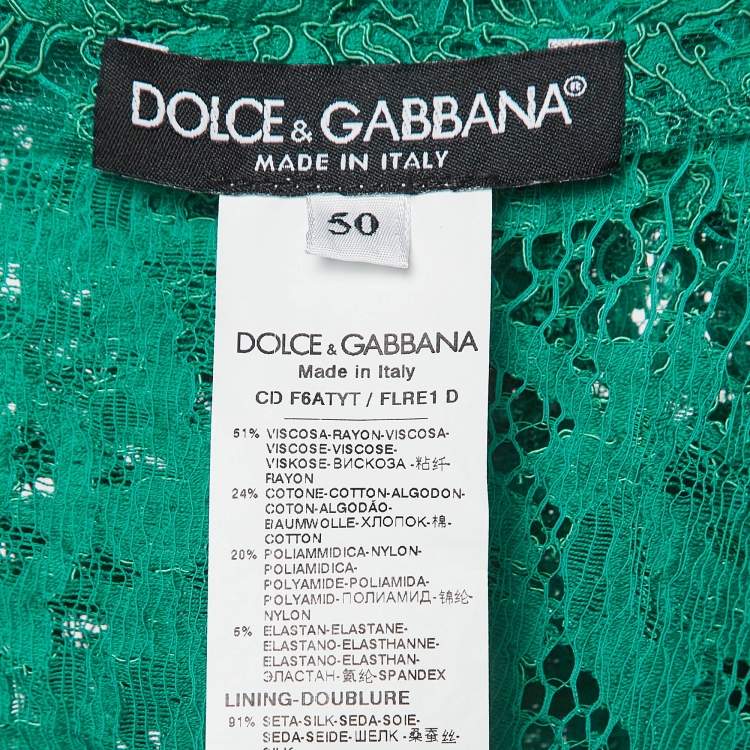 DOLCE & GABBANA®
MADE IN ITALY
50
DOLCE & GABBANA
Made in Italy
CD F6ATYT / FLRE1 D
51% VISCOSA-RAYON-VISCOSA-
VISCOSE-VISCOSE-
VISKOSE-ВИСКОЗА-粘纤-
RAYON
24% COTONE-COTTON-ALGODON-
COTON-ALGODÃO-
BAUMWOLLE-ХЛОПОК-棉-
COTTON
20% POLIAMMIDICA-NYLON-
POLIAMIDICA-
POLYAMIDE-POLIAMIDA-
POLYAMID-ПОЛИАМИД-锦纶-
NYLON
5% ELASTAN-ELASTANE-
ELASTANO-ELASTHANNE-
ELASTANO-ELASTHAN-
ЭЛАСТАН-氨纶-SPANDEX
LINING-DOUBLURE
91% SETA-SILK-SEDA-SOIE-
SEDA-SEIDE-ШЕЛК-桑蚕丝-
SILK